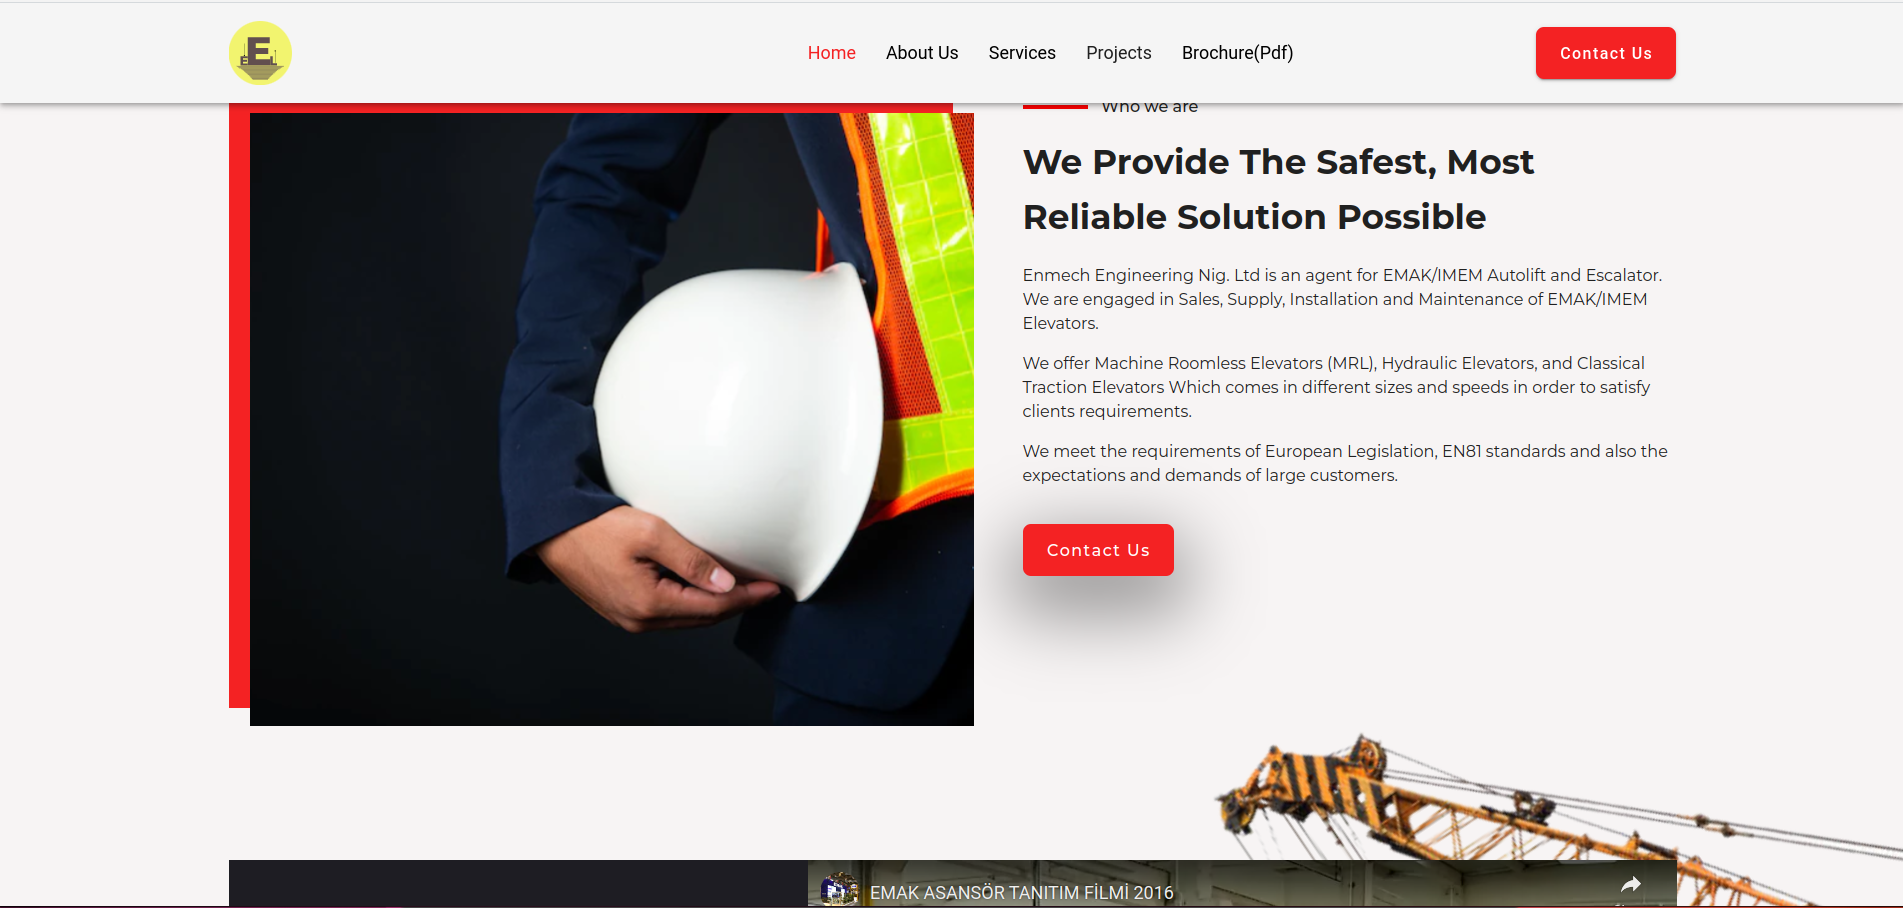 E
Home
About Us
Services
Projects
Brochure(Pdf)
Contact Us
Who we are
We Provide The Safest, Most
Reliable Solution Possible
Enmech Engineering Nig. Ltd is an agent for EMAK/IMEM Autolift and Escalator.
We are engaged in Sales, Supply, Installation and Maintenance of EMAK/IMEM
Elevators.
We offer Machine Roomless Elevators (MRL), Hydraulic Elevators, and Classical
Traction Elevators Which comes in different sizes and speeds in order to satisfy
clients requirements.
We meet the requirements of European Legislation, EN81 standards and also the
expectations and demands of large customers.
Contact Us
EMAK ASANSÖR TANITIM FİLMİ 2016